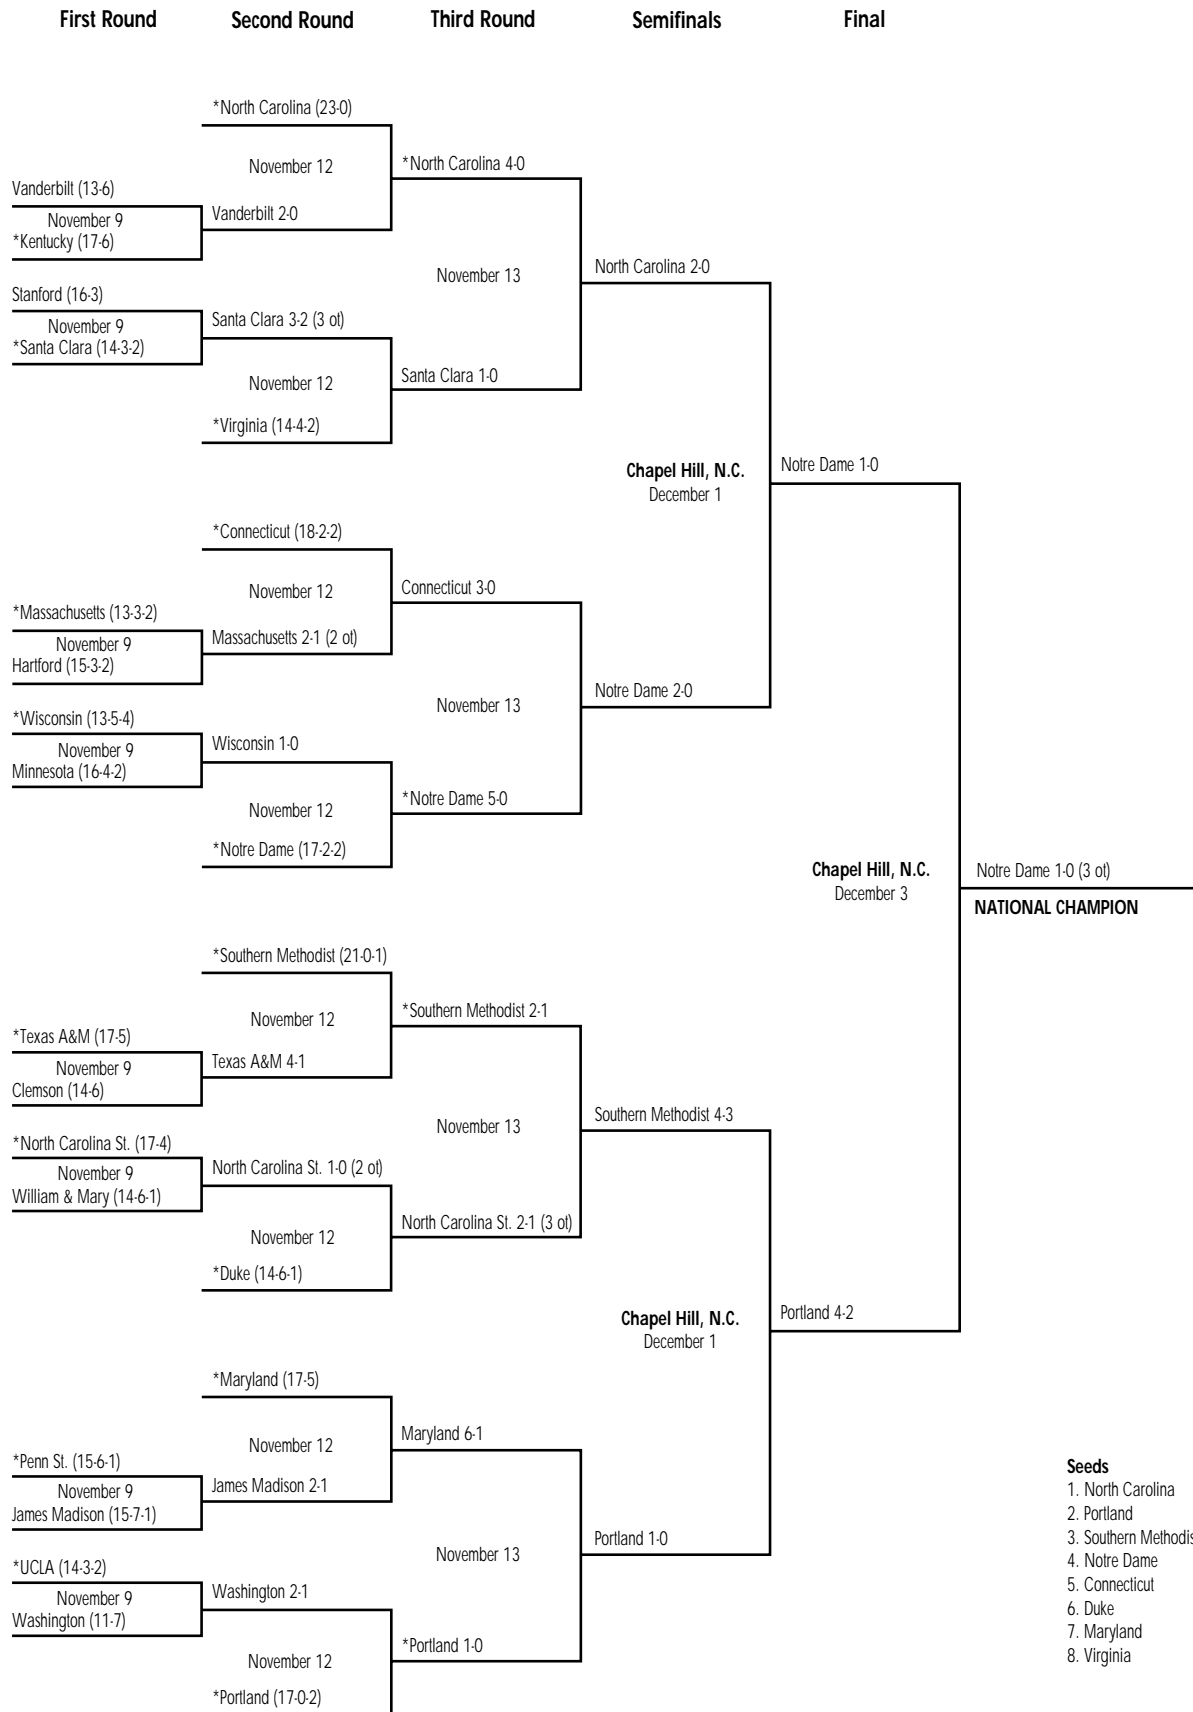 First Round Second Round Third Round Semifinals Final
*North Carolina (23-0)
November 12
*North Carolina 4-0
Vanderbilt (13-6)
November 9
Vanderbilt 2-0
*Kentucky (17-6)
November 13
North Carolina 2-0
Stanford (16-3)
November 9
Santa Clara 3-2 (3 ot)
*Santa Clara (14-3-2)
November 12
Santa Clara 1-0
*Virginia (14-4-2)
Chapel Hill, N.C.
December 1
Notre Dame 1-0
*Connecticut (18-2-2)
November 12
Connecticut 3-0
*Massachusetts (13-3-2)
November 9
Massachusetts 2-1 (2 ot)
Hartford (15-3-2)
November 13
Notre Dame 2-0
*Wisconsin (13-5-4)
November 9
Wisconsin 1-0
Minnesota (16-4-2)
November 12
*Notre Dame 5-0
*Notre Dame (17-2-2)
Chapel Hill, N.C.
December 3
Notre Dame 1-0 (3 ot)
NATIONAL CHAMPION
*Southern Methodist (21-0-1)
November 12
*Southern Methodist 2-1
*Texas A&M (17-5)
November 9
Texas A&M 4-1
Clemson (14-6)
November 13
Southern Methodist 4-3
*North Carolina St. (17-4)
November 9
North Carolina St. 1-0 (2 ot)
William & Mary (14-6-1)
November 12
North Carolina St. 2-1 (3 ot)
*Duke (14-6-1)
Chapel Hill, N.C.
December 1
Portland 4-2
*Maryland (17-5)
November 12
Maryland 6-1
*Penn St. (15-6-1)
November 9
James Madison 2-1
James Madison (15-7-1)
November 13
Portland 1-0
*UCLA (14-3-2)
November 9
Washington 2-1
Washington (11-7)
November 12
*Portland 1-0
*Portland (17-0-2)
Seeds
1. North Carolina
2. Portland
3. Southern Methodis
4. Notre Dame
5. Connecticut
6. Duke
7. Maryland
8. Virginia